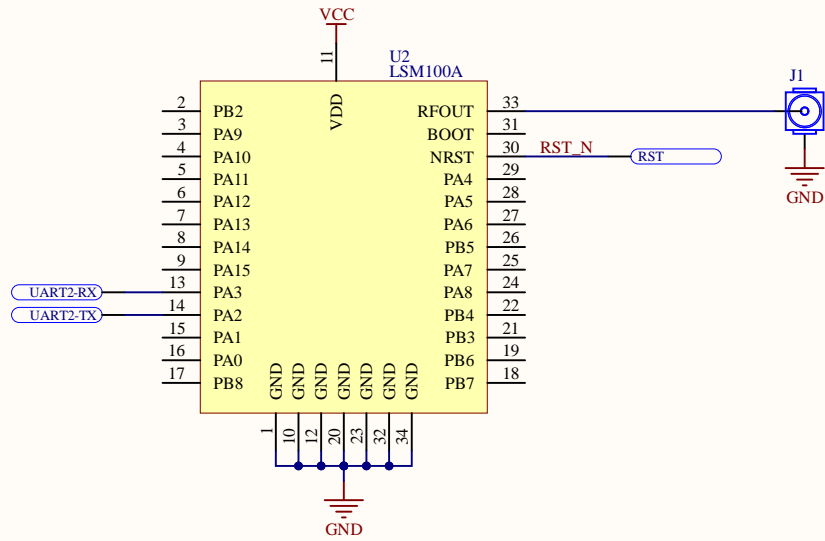 VCC
11
U2
LSM100A
J1
2 PB2 VDD RFOUT 33
3 PA9 BOOT 31
4 PA10 NRST 30 RST_N RST
5 PA11 PA4 29
6 PA12 PA5 28
GND
7 PA13 PA6 27
8 PA14 PB5 26
9 PA15 PA7 25
UART2-RX 13 PA3 PA8 24
UART2-TX 14 PA2 PB4 22
15 PA1 PB3 21
16 PA0 PB6 19
17 PB8 PB7 18
GND GND GND GND GND GND GND
1 10 12 20 23 32 34
GND